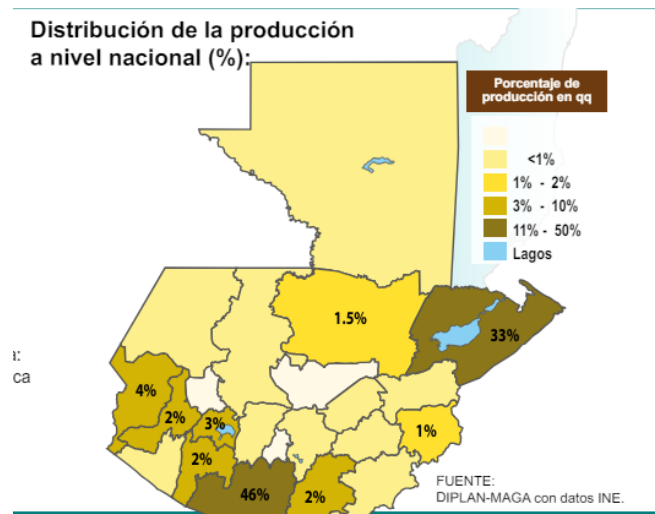 Distribución de la producción
a nivel nacional (%):
Porcentaje de
producción en qq
<1%
1% - 2%
3% - 10%
11% - 50%
Lagos
1.5%
33%
a:
ca
4%
2%
3%
1%
2%
46%
2%
FUENTE:
DIPLAN-MAGA con datos INE.